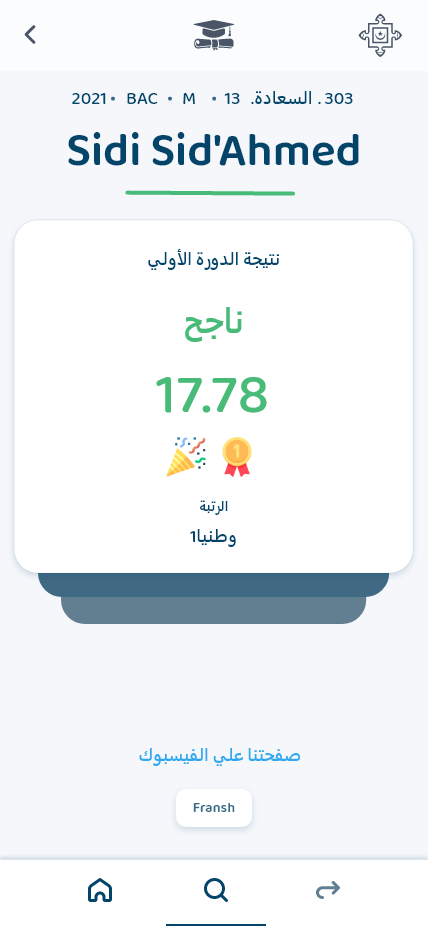 303 . السعادة. 13 • M • BAC • 2021
Sidi Sid'Ahmed
نتيجة الدورة الأولي
ناجح
17.78
1
الرتبة
وطنيا1
صفحتنا علي الفيسبوك
Fransh